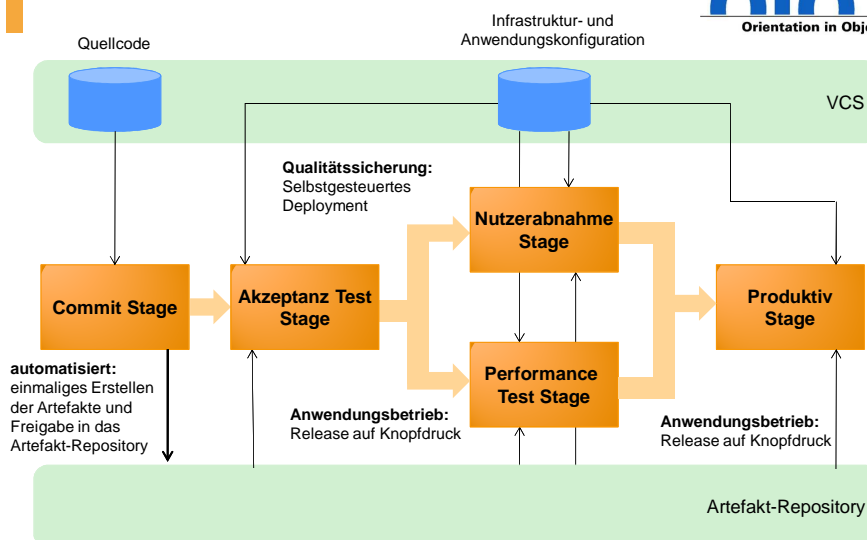 Orientation in Obj
Quellcode
Infrastruktur- und
Anwendungskonfiguration
VCS
Qualitätssicherung:
Selbstgesteuertes
Deployment
Nutzerabnahme
Stage
Commit Stage
Akzeptanz Test
Stage
Produktiv
Stage
automatisiert:
einmaliges Erstellen
der Artefakte und
Freigabe in das
Artefakt-Repository
Performance
Test Stage
Anwendungsbetrieb:
Release auf Knopfdruck
Anwendungsbetrieb:
Release auf Knopfdruck
Artefakt-Repository